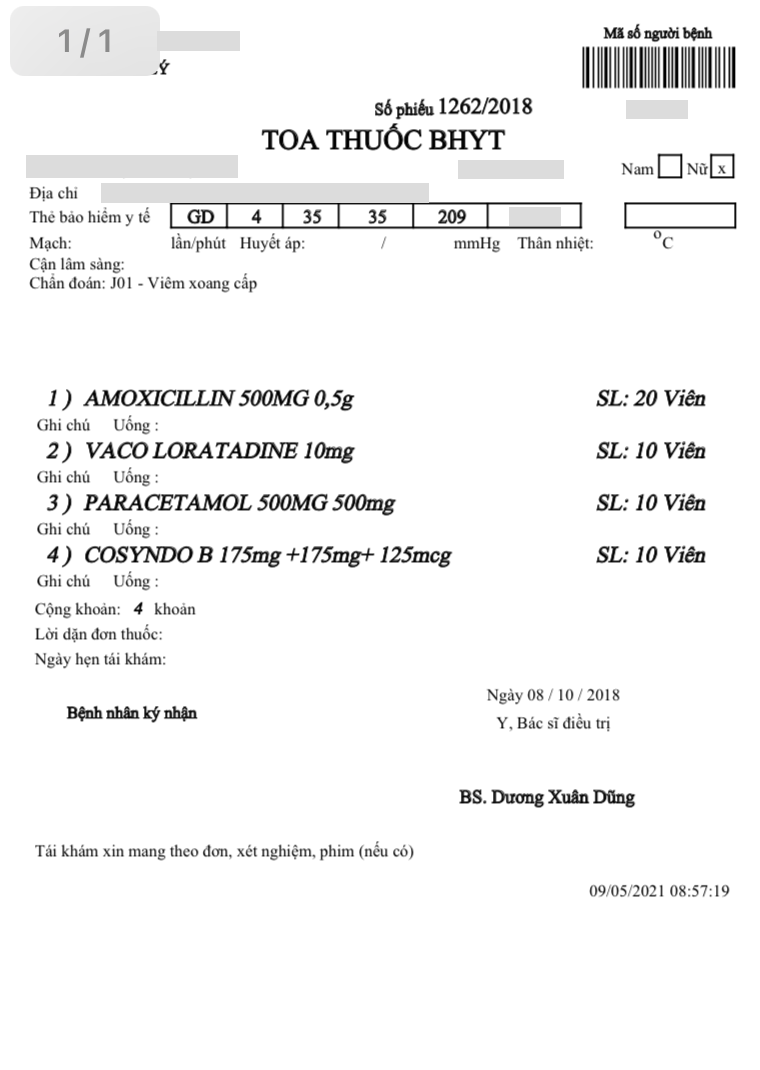 1/1
Mã số người bệnh
Số phiếu 1262/2018
TOA THUỐC BHYT
Nam Nữ x
Địa chỉ
Thẻ bảo hiểm y tế GD 4 35 35 209
Mạch: lần/phút Huyết áp: / mmHg Thân nhiệt: °C
Cận lâm sàng:
Chẩn đoán: J01 - Viêm xoang cấp
1 ) AMOXICILLIN 500MG 0,5g SL: 20 Viên
Ghi chú Uống :
2 ) VACO LORATADINE 10mg SL: 10 Viên
Ghi chú Uống :
3 ) PARACETAMOL 500MG 500mg SL: 10 Viên
Ghi chú Uống :
4 ) COSYNDO B 175mg +175mg+ 125mcg SL: 10 Viên
Ghi chú Uống :
Cộng khoản: 4 khoản
Lời dặn đơn thuốc:
Ngày hẹn tái khám:
Ngày 08 / 10 / 2018
Bệnh nhân ký nhận
Y, Bác sĩ điều trị
BS. Dương Xuân Dũng
Tái khám xin mang theo đơn, xét nghiệm, phim (nếu có)
09/05/2021 08:57:19